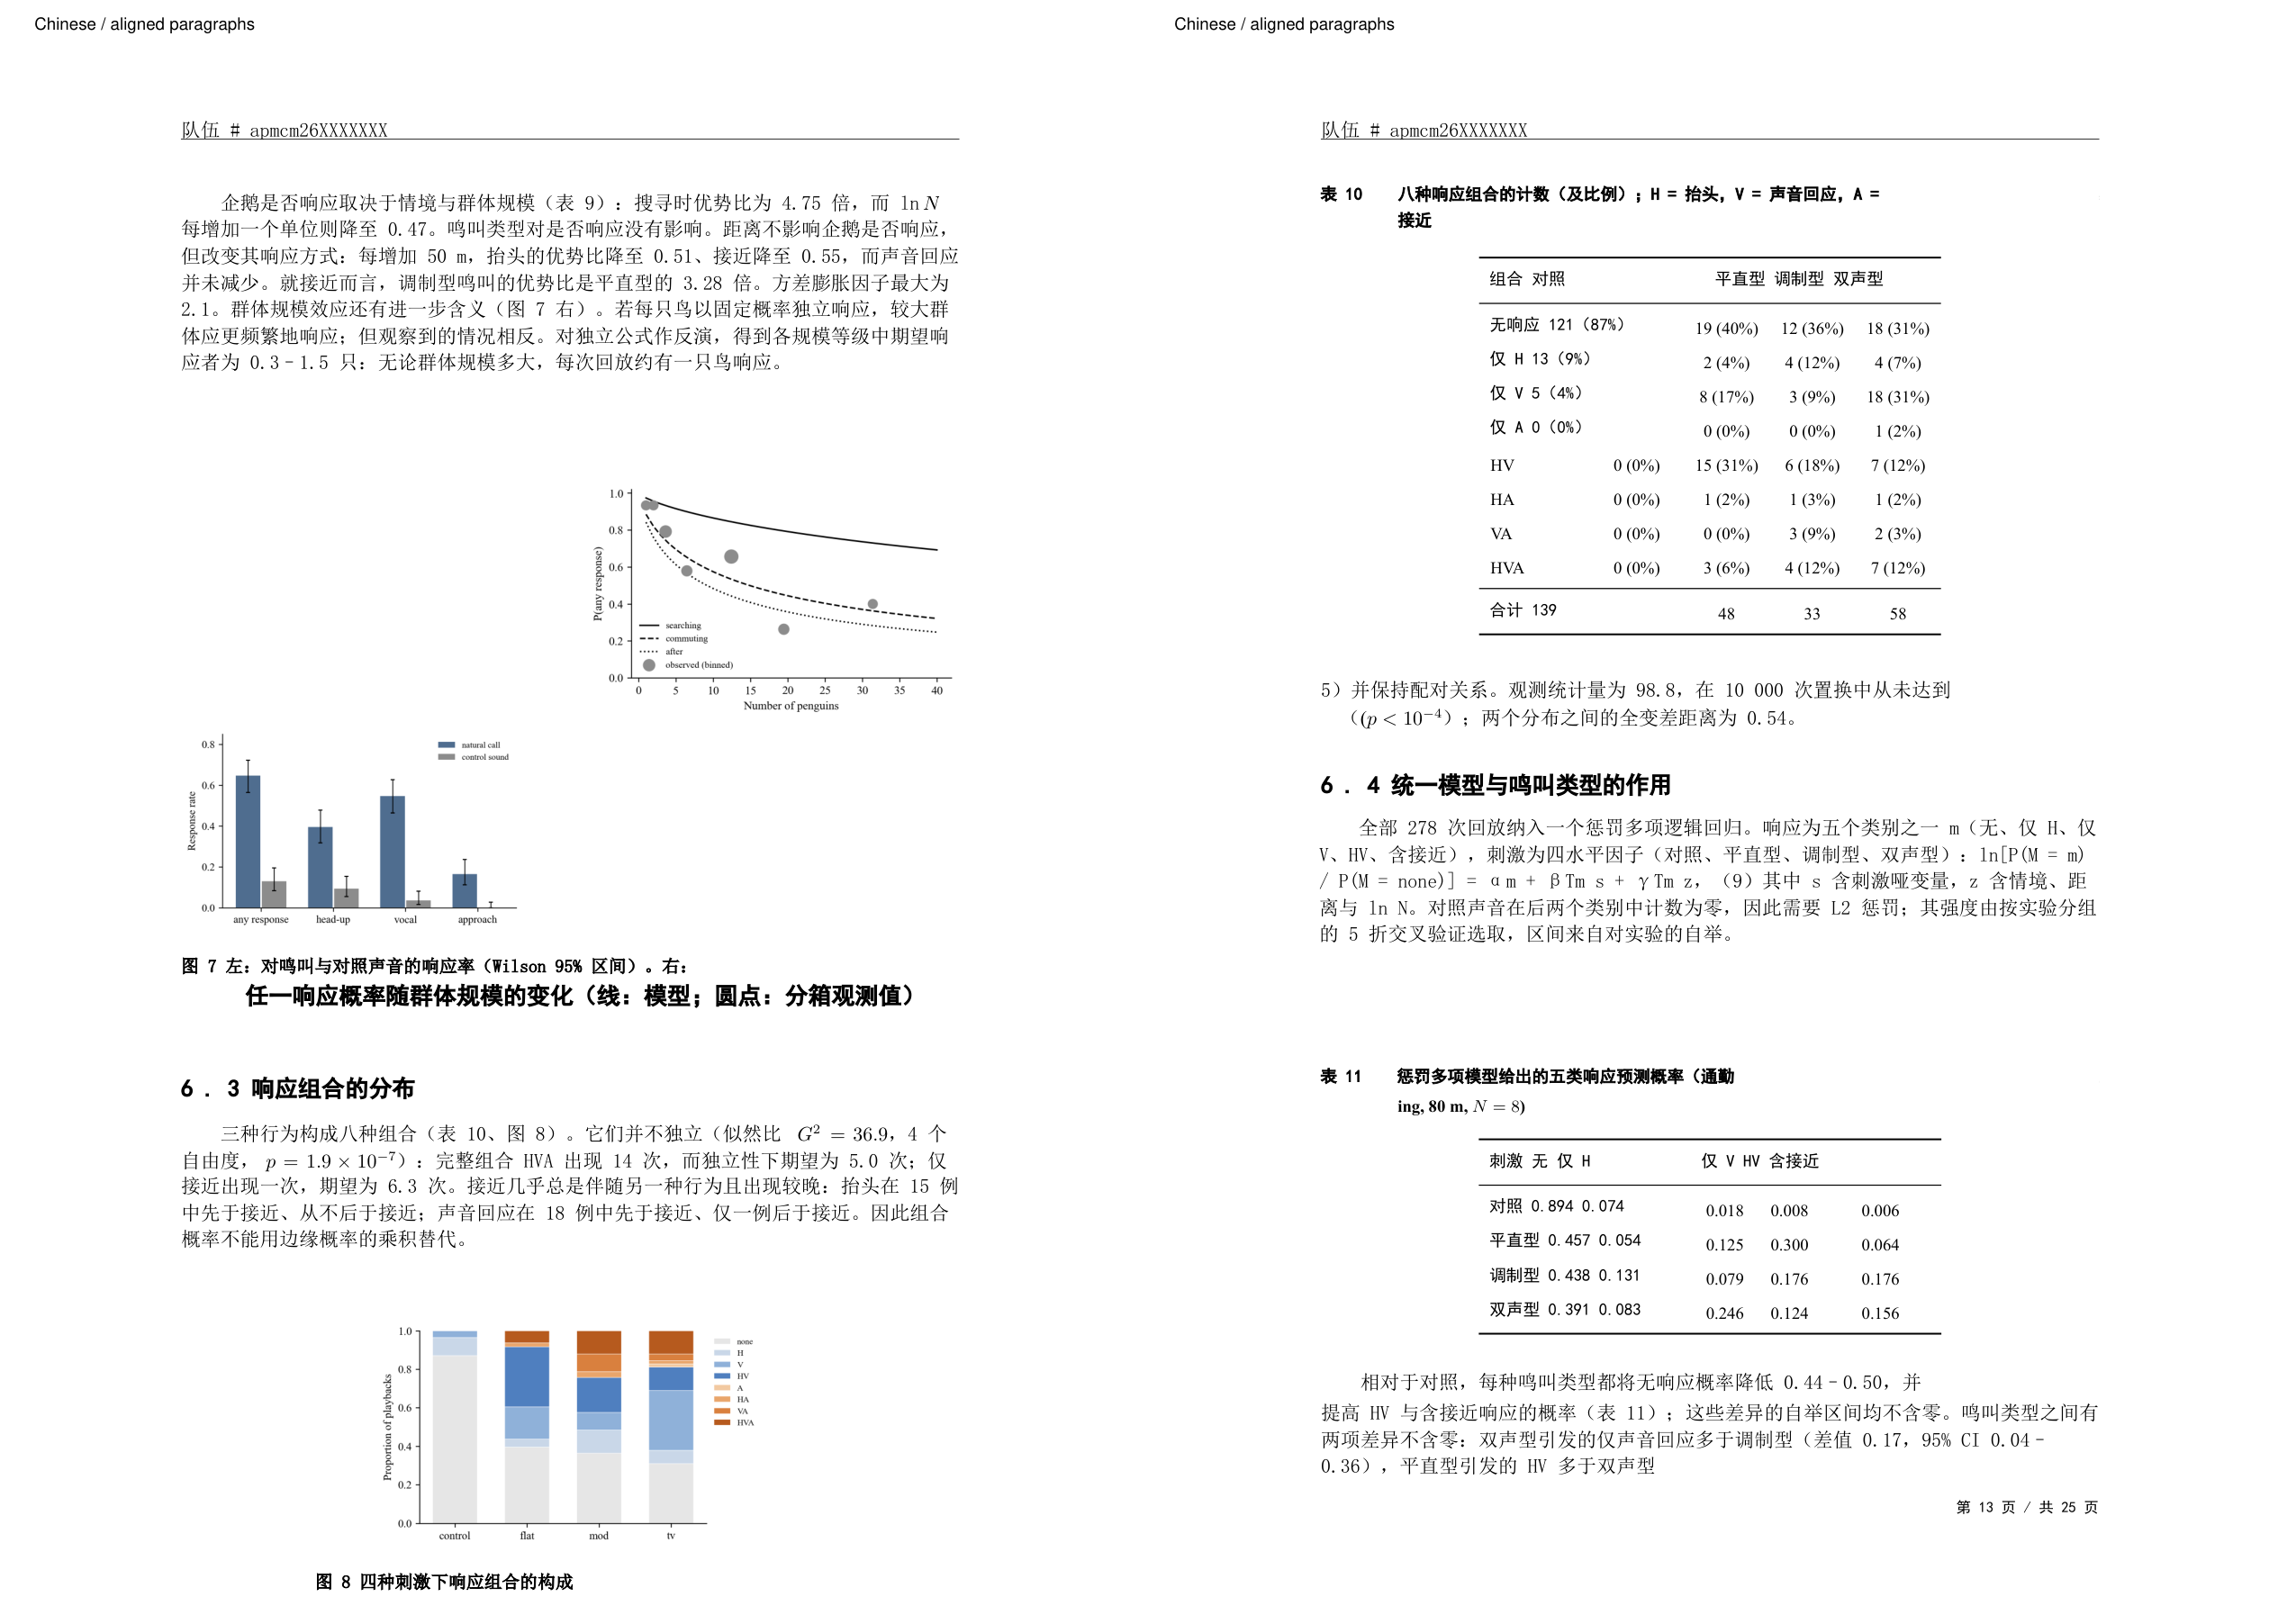 Chinese / aligned paragraphs
队伍 # apmcm26XXXXXXX
企鹅是否响应取决于情境与群体规模（表 9）：搜寻时优势比为 4.75 倍，而 ln N
每增加一个单位则降至 0.47。鸣叫类型对是否响应没有影响。距离不影响企鹅是否响应，
但改变其响应方式：每增加 50 m，抬头的优势比降至 0.51、接近降至 0.55，而声音回应
并未减少。就接近而言，调制型鸣叫的优势比是平直型的 3.28 倍。方差膨胀因子最大为
2.1。群体规模效应还有进一步含义（图 7 右）。若每只鸟以固定概率独立响应，较大群
体应更频繁地响应；但观察到的情况相反。对独立公式作反演，得到各规模等级中期望响
应者为 0.3–1.5 只：无论群体规模多大，每次回放约有一只鸟响应。
1.0
0.8
0.6
0.4
0.2
0.0
P(any response)
searching
commuting
after
observed (binned)
0 5 10 15 20 25 30 35 40
Number of penguins
0.8
0.6
0.4
0.2
0.0
Response rate
natural call
control sound
any response head-up vocal approach
图 7 左：对鸣叫与对照声音的响应率（Wilson 95% 区间）。右：
任一响应概率随群体规模的变化（线：模型；圆点：分箱观测值）
6 . 3 响应组合的分布
三种行为构成八种组合（表 10、图 8）。它们并不独立（似然比 G² = 36.9，4 个
自由度， p = 1.9 × 10⁻⁷）：完整组合 HVA 出现 14 次，而独立性下期望为 5.0 次；仅
接近出现一次，期望为 6.3 次。接近几乎总是伴随另一种行为且出现较晚：抬头在 15 例
中先于接近、从不后于接近；声音回应在 18 例中先于接近、仅一例后于接近。因此组合
概率不能用边缘概率的乘积替代。
1.0
0.8
0.6
0.4
0.2
0.0
Proportion of playbacks
none
H
V
HV
A
HA
VA
HVA
control flat mod tv
图 8 四种刺激下响应组合的构成
Chinese / aligned paragraphs
队伍 # apmcm26XXXXXXX
表 10 八种响应组合的计数（及比例）；H = 抬头，V = 声音回应，A =
接近
组合 对照 平直型 调制型 双声型
无响应 121（87%） 19 (40%) 12 (36%) 18 (31%)
仅 H 13（9%） 2 (4%) 4 (12%) 4 (7%)
仅 V 5（4%） 8 (17%) 3 (9%) 18 (31%)
仅 A 0（0%） 0 (0%) 0 (0%) 1 (2%)
HV 0 (0%) 15 (31%) 6 (18%) 7 (12%)
HA 0 (0%) 1 (2%) 1 (3%) 1 (2%)
VA 0 (0%) 0 (0%) 3 (9%) 2 (3%)
HVA 0 (0%) 3 (6%) 4 (12%) 7 (12%)
合计 139 48 33 58
5）并保持配对关系。观测统计量为 98.8，在 10 000 次置换中从未达到
（(p < 10⁻⁴）；两个分布之间的全变差距离为 0.54。
6 . 4 统一模型与鸣叫类型的作用
全部 278 次回放纳入一个惩罚多项逻辑回归。响应为五个类别之一 m（无、仅 H、仅
V、HV、含接近），刺激为四水平因子（对照、平直型、调制型、双声型）：ln[P(M = m)
/ P(M = none)] = αm + βTm s + γTm z, （9）其中 s 含刺激哑变量，z 含情境、距
离与 ln N。对照声音在后两个类别中计数为零，因此需要 L2 惩罚；其强度由按实验分组
的 5 折交叉验证选取，区间来自对实验的自举。
表 11 惩罚多项模型给出的五类响应预测概率（通勤
ing, 80 m, N = 8)
刺激 无 仅 H 仅 V HV 含接近
对照 0.894 0.074 0.018 0.008 0.006
平直型 0.457 0.054 0.125 0.300 0.064
调制型 0.438 0.131 0.079 0.176 0.176
双声型 0.391 0.083 0.246 0.124 0.156
相对于对照，每种鸣叫类型都将无响应概率降低 0.44–0.50，并
提高 HV 与含接近响应的概率（表 11）；这些差异的自举区间均不含零。鸣叫类型之间有
两项差异不含零：双声型引发的仅声音回应多于调制型（差值 0.17，95% CI 0.04–
0.36），平直型引发的 HV 多于双声型
第 13 页 / 共 25 页